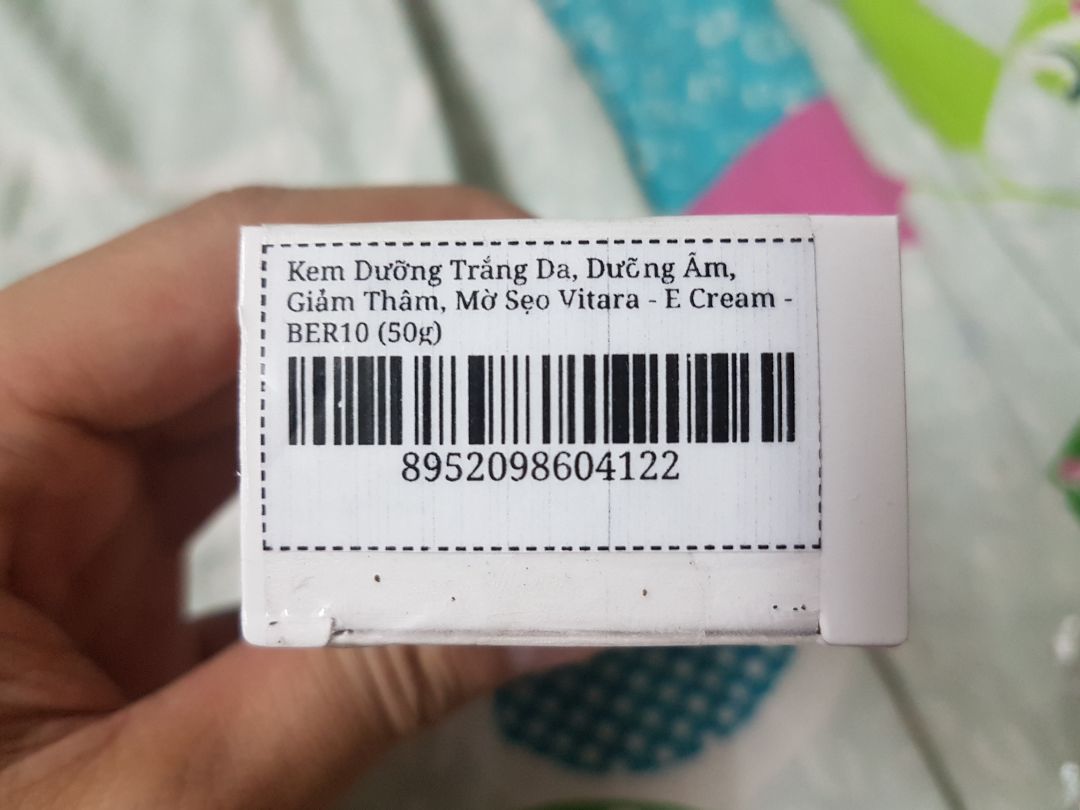 Kem Dưỡng Trắng Da, Dưỡng Ẩm,
Giảm Thâm, Mờ Sẹo Vitara - E Cream -
BER10 (50g)
8952098604122